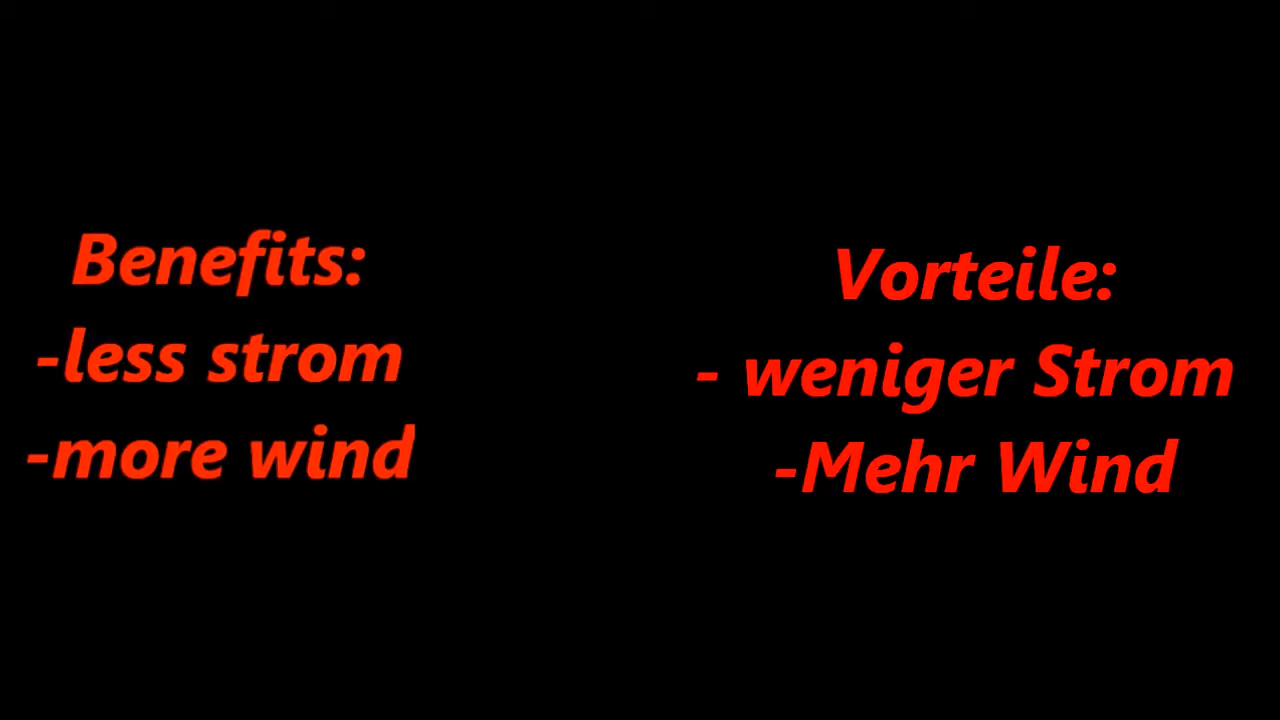 Benefits:
-less strom
-more wind
Vorteile:
- weniger Strom
-Mehr Wind